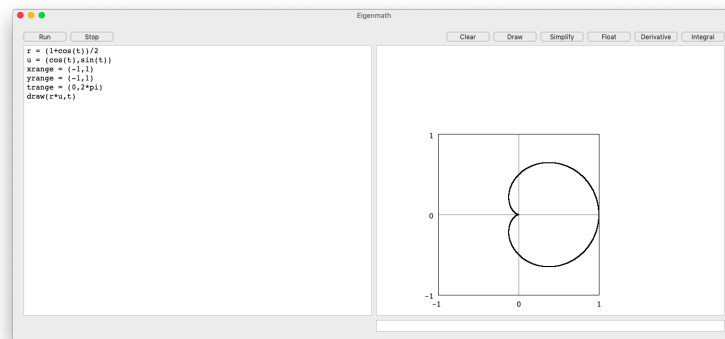 Eigenmath
Run Stop Clear Draw Simplify Float Derivative Integral
r = (1+cos(t))/2
u = (cos(t),sin(t))
xrange = (-1,1)
yrange = (-1,1)
trange = (0,2*pi)
draw(r*u,t)
1
0
-1
-1 0 1